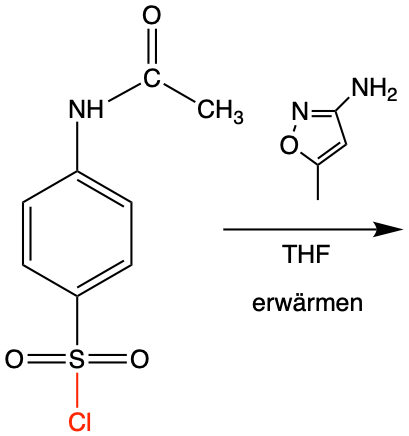 O
C
NH
CH3
NH2
N
O
THF
erwärmen
O=S=O
Cl